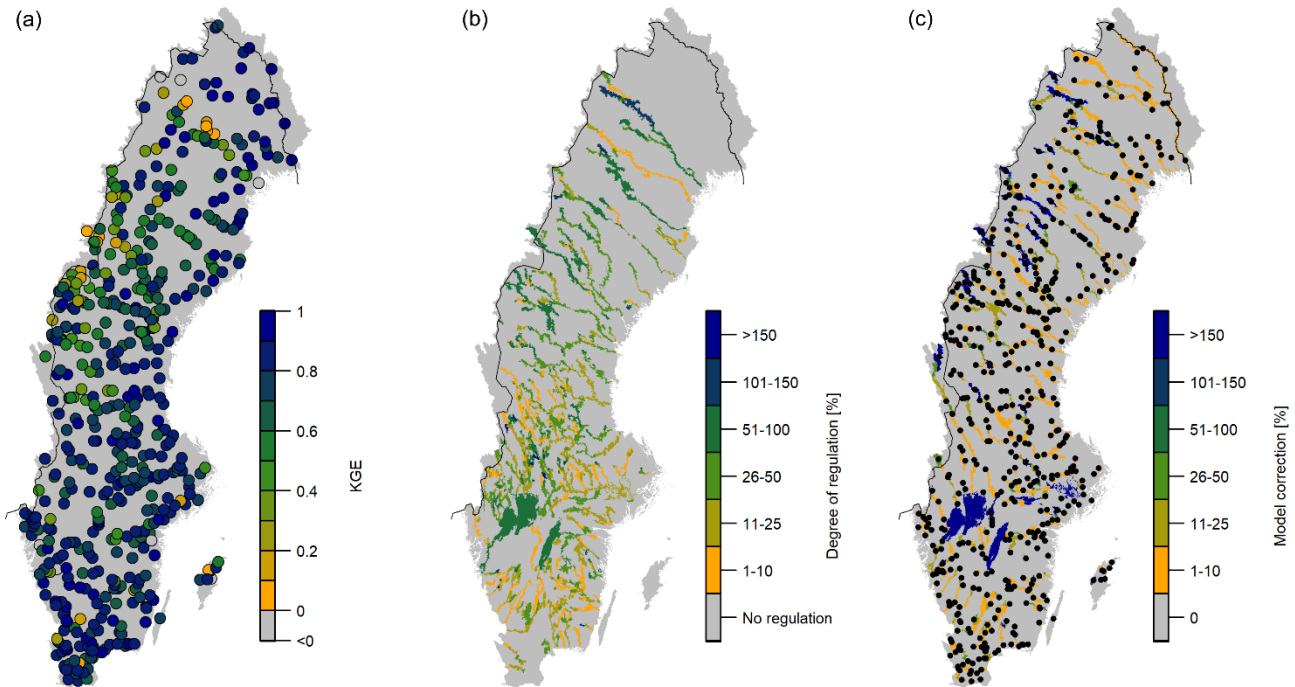 (a)
1
0.8
0.6
0.4
0.2
0
<0
KGE
(b)
>150
101-150
51-100
26-50
11-25
1-10
No regulation
Degree of regulation [%]
(c)
>150
101-150
51-100
26-50
11-25
1-10
0
Model correction [%]